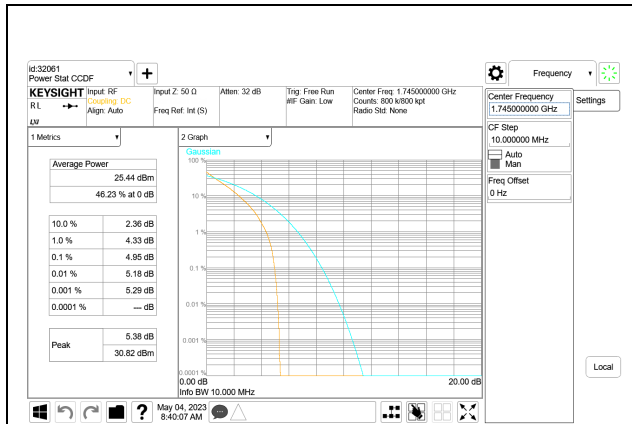 id:32061
Power Stat CCDF
KEYSIGHT
RL
LXI
Input: RF
Coupling: DC
Align: Auto
Input Z: 50 Ω
Freq Ref: Int (S)
Atten: 32 dB
Trig: Free Run
#IF Gain: Low
Center Freq: 1.745000000 GHz
Counts: 800 k/800 kpt
Radio Std: None
1 Metrics
Average Power
25.44 dBm
46.23 % at 0 dB
10.0 % 2.36 dB
1.0 % 4.33 dB
0.1 % 4.95 dB
0.01 % 5.18 dB
0.001 % 5.29 dB
0.0001 % --- dB
Peak 5.38 dB
30.82 dBm
2 Graph
Gaussian
100 %
10 %
1 %
0.1 %
0.01 %
0.001 %
0.0001 %
0.00 dB 20.00 dB
Info BW 10.000 MHz
Frequency
Center Frequency
1.745000000 GHz
Settings
CF Step
10.000000 MHz
Auto
Man
Freq Offset
0 Hz
Local
? May 04, 2023
8:40:07 AM